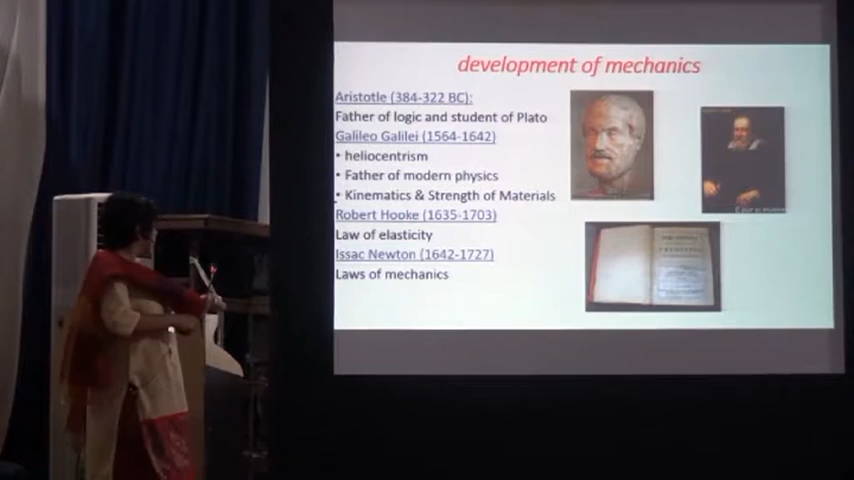 development of mechanics
Aristotle (384-322 BC):
Father of logic and student of Plato
Galileo Galilei (1564-1642)
• heliocentrism
• Father of modern physics
• Kinematics & Strength of Materials
Robert Hooke (1635-1703)
Law of elasticity
Issac Newton (1642-1727)
Laws of mechanics